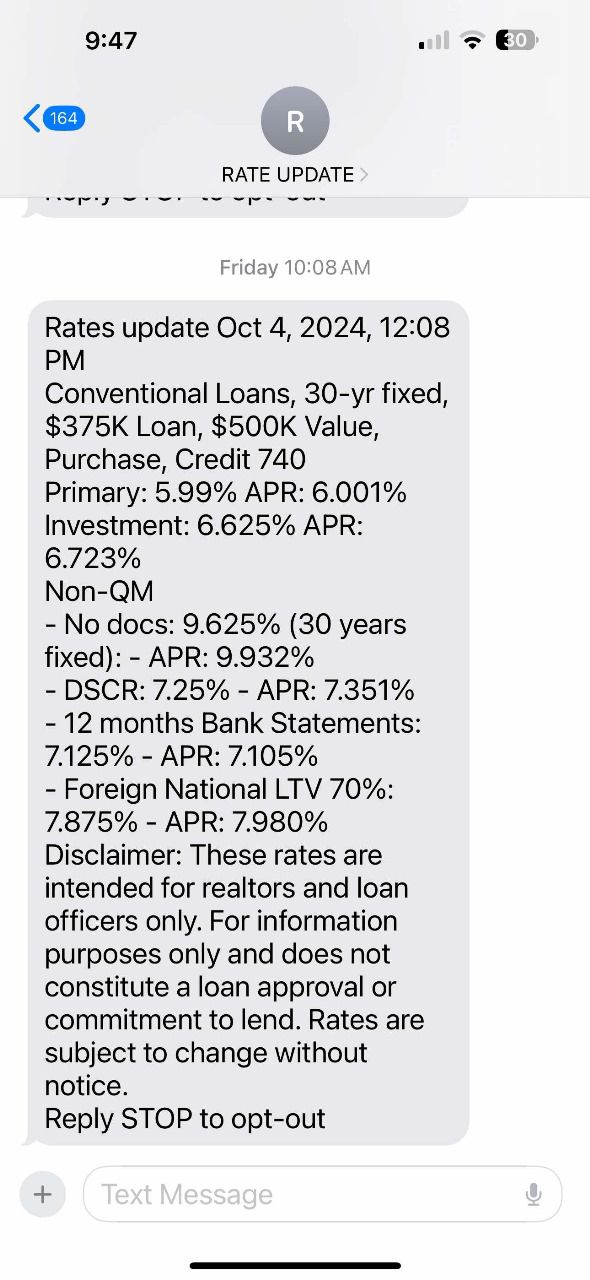 9:47
30
164
R
RATE UPDATE
Reply STOP to opt-out
Friday 10:08 AM
Rates update Oct 4, 2024, 12:08
PM
Conventional Loans, 30-yr fixed,
$375K Loan, $500K Value,
Purchase, Credit 740
Primary: 5.99% APR: 6.001%
Investment: 6.625% APR:
6.723%
Non-QM
- No docs: 9.625% (30 years
fixed): - APR: 9.932%
- DSCR: 7.25% - APR: 7.351%
- 12 months Bank Statements:
7.125% - APR: 7.105%
- Foreign National LTV 70%:
7.875% - APR: 7.980%
Disclaimer: These rates are
intended for realtors and loan
officers only. For information
purposes only and does not
constitute a loan approval or
commitment to lend. Rates are
subject to change without
notice.
Reply STOP to opt-out
Text Message